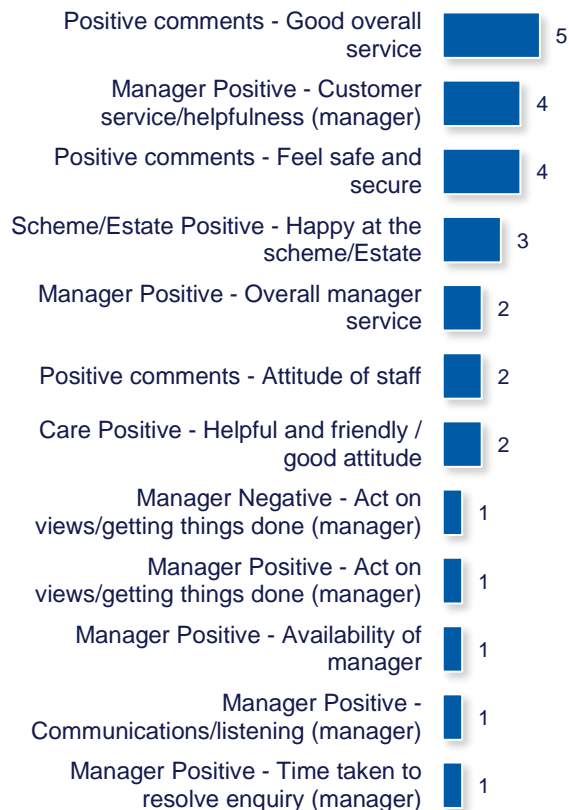 Positive comments - Good overall
service
5
Manager Positive - Customer
service/helpfulness (manager)
4
Positive comments - Feel safe and
secure
4
Scheme/Estate Positive - Happy at the
scheme/Estate
3
Manager Positive - Overall manager
service
2
Positive comments - Attitude of staff
2
Care Positive - Helpful and friendly /
good attitude
2
Manager Negative - Act on
views/getting things done (manager)
1
Manager Positive - Act on
views/getting things done (manager)
1
Manager Positive - Availability of
manager
1
Manager Positive -
Communications/listening (manager)
1
Manager Positive - Time taken to
resolve enquiry (manager)
1